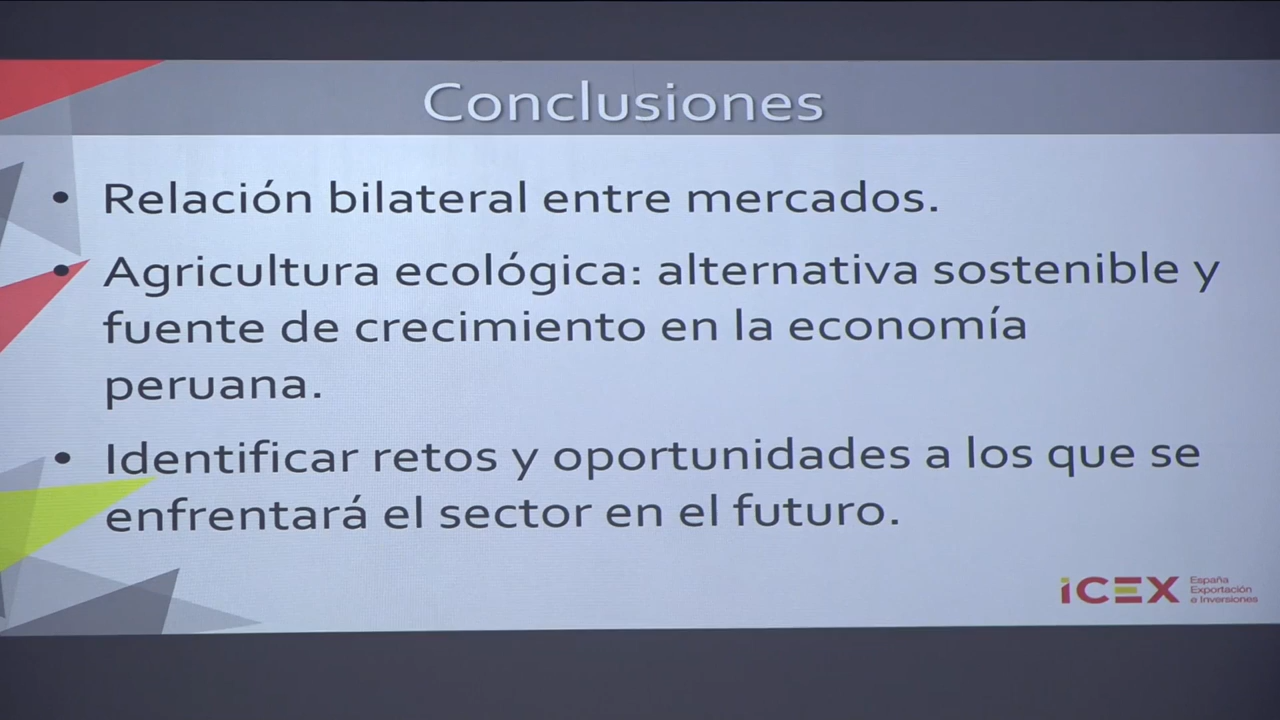 Conclusiones
• Relación bilateral entre mercados.
• Agricultura ecológica: alternativa sostenible y
fuente de crecimiento en la economía
peruana.
• Identificar retos y oportunidades a los que se
enfrentará el sector en el futuro.
iCEX
España
Exportación
e Inversiones